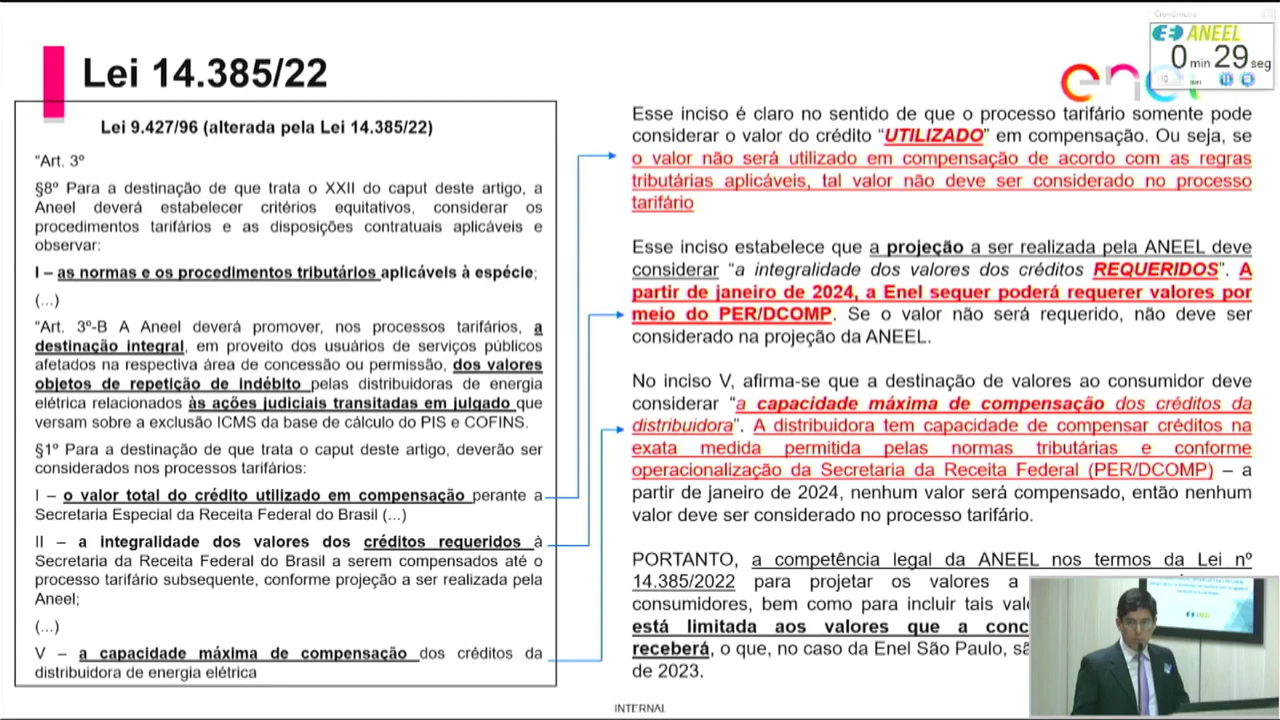 Cronômetro
ANEEL
0 min 29 seg
Lei 14.385/22
enel
Lei 9.427/96 (alterada pela Lei 14.385/22)
“Art. 3º
§8º Para a destinação de que trata o XXII do caput deste artigo, a
Aneel deverá estabelecer critérios equitativos, considerar os
procedimentos tarifários e as disposições contratuais aplicáveis e
observar:
I – as normas e os procedimentos tributários aplicáveis à espécie;
(...)
“Art. 3º-B A Aneel deverá promover, nos processos tarifários, a
destinação integral, em proveito dos usuários de serviços públicos
afetados na respectiva área de concessão ou permissão, dos valores
objetos de repetição de indébito pelas distribuidoras de energia
elétrica relacionados às ações judiciais transitadas em julgado que
versam sobre a exclusão ICMS da base de cálculo do PIS e COFINS.
§1º Para a destinação de que trata o caput deste artigo, deverão ser
considerados nos processos tarifários:
I – o valor total do crédito utilizado em compensação perante a
Secretaria Especial da Receita Federal do Brasil (...)
II – a integralidade dos valores dos créditos requeridos à
Secretaria da Receita Federal do Brasil a serem compensados até o
processo tarifário subsequente, conforme projeção a ser realizada pela
Aneel;
(...)
V – a capacidade máxima de compensação dos créditos da
distribuidora de energia elétrica
Esse inciso é claro no sentido de que o processo tarifário somente pode
considerar o valor do crédito “UTILIZADO” em compensação. Ou seja, se
o valor não será utilizado em compensação de acordo com as regras
tributárias aplicáveis, tal valor não deve ser considerado no processo
tarifário
Esse inciso estabelece que a projeção a ser realizada pela ANEEL deve
considerar “a integralidade dos valores dos créditos REQUERIDOS”. A
partir de janeiro de 2024, a Enel sequer poderá requerer valores por
meio do PER/DCOMP. Se o valor não será requerido, não deve ser
considerado na projeção da ANEEL.
No inciso V, afirma-se que a destinação de valores ao consumidor deve
considerar “a capacidade máxima de compensação dos créditos da
distribuidora”. A distribuidora tem capacidade de compensar créditos na
exata medida permitida pelas normas tributárias e conforme
operacionalização da Secretaria da Receita Federal (PER/DCOMP) – a
partir de janeiro de 2024, nenhum valor será compensado, então nenhum
valor deve ser considerado no processo tarifário.
PORTANTO, a competência legal da ANEEL nos termos da Lei nº
14.385/2022 para projetar os valores a
consumidores, bem como para incluir tais
está limitada aos valores que a
receberá, o que, no caso da Enel São Paulo,
de 2023.
ANEEL
INTERNAL